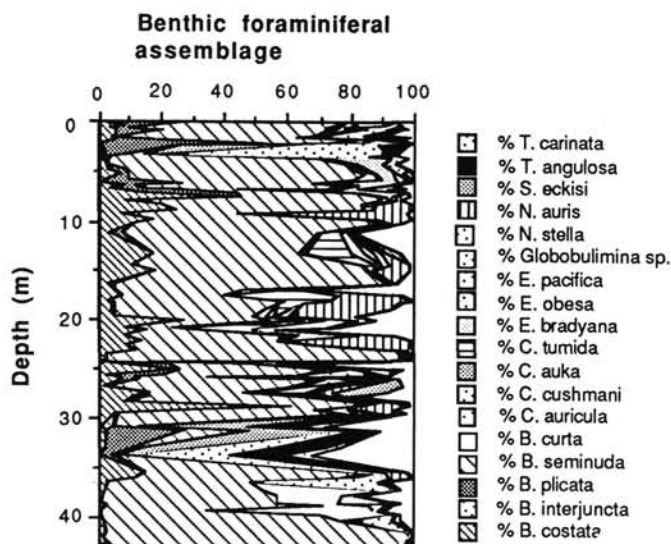 Benthic foraminiferal
assemblage
0 20 40 60 80 100
0
10
20
30
40
Depth (m)
% T. carinata
% T. angulosa
% S. eckisi
% N. auris
% N. stella
% Globobulimina sp.
% E. pacifica
% E. obesa
% E. bradyana
% C. tumida
% C. auka
% C. cushmani
% C. auricula
% B. curta
% B. seminuda
% B. plicata
% B. interjuncta
% B. costata